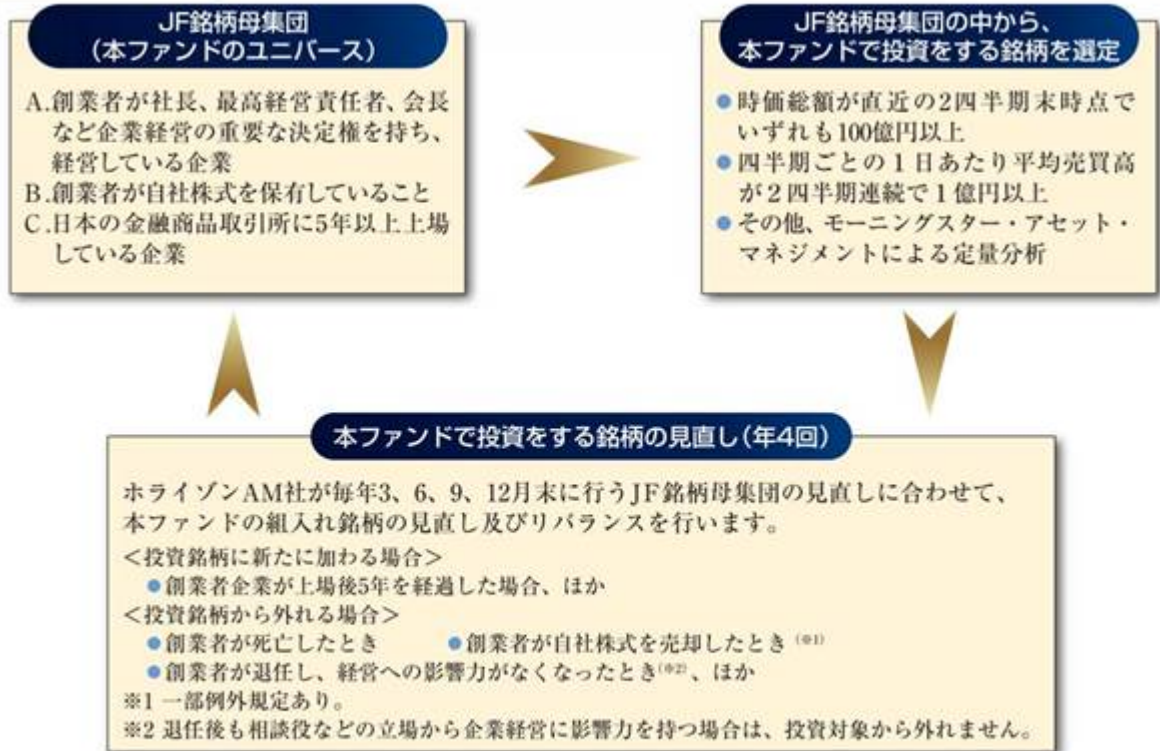 JF銘柄母集団
（本ファンドのユニバース）
A.創業者が社長、最高経営責任者、会長
など企業経営の重要な決定権を持ち、
経営している企業
B.創業者が自社株式を保有していること
C.日本の金融商品取引所に5年以上上場
している企業
JF銘柄母集団の中から、
本ファンドで投資をする銘柄を選定
●時価総額が直近の2四半期末時点で
いずれも100億円以上
●四半期ごとの1日あたり平均売買高
が2四半期連続で1億円以上
●その他、モーニングスター・アセット・
マネジメントによる定量分析
本ファンドで投資をする銘柄の見直し（年4回）
ホライゾンAM社が毎年3、6、9、12月末に行うJF銘柄母集団の見直しに合わせて、
本ファンドの組入れ銘柄の見直し及びリバランスを行います。
＜投資銘柄に新たに加わる場合＞
●創業者企業が上場後5年を経過した場合、ほか
＜投資銘柄から外れる場合＞
●創業者が死亡したとき ●創業者が自社株式を売却したとき（※1）
●創業者が退任し、経営への影響力がなくなったとき（※2）、ほか
※1 一部例外規定あり。
※2 退任後も相談役などの立場から企業経営に影響力を持つ場合は、投資対象から外れません。